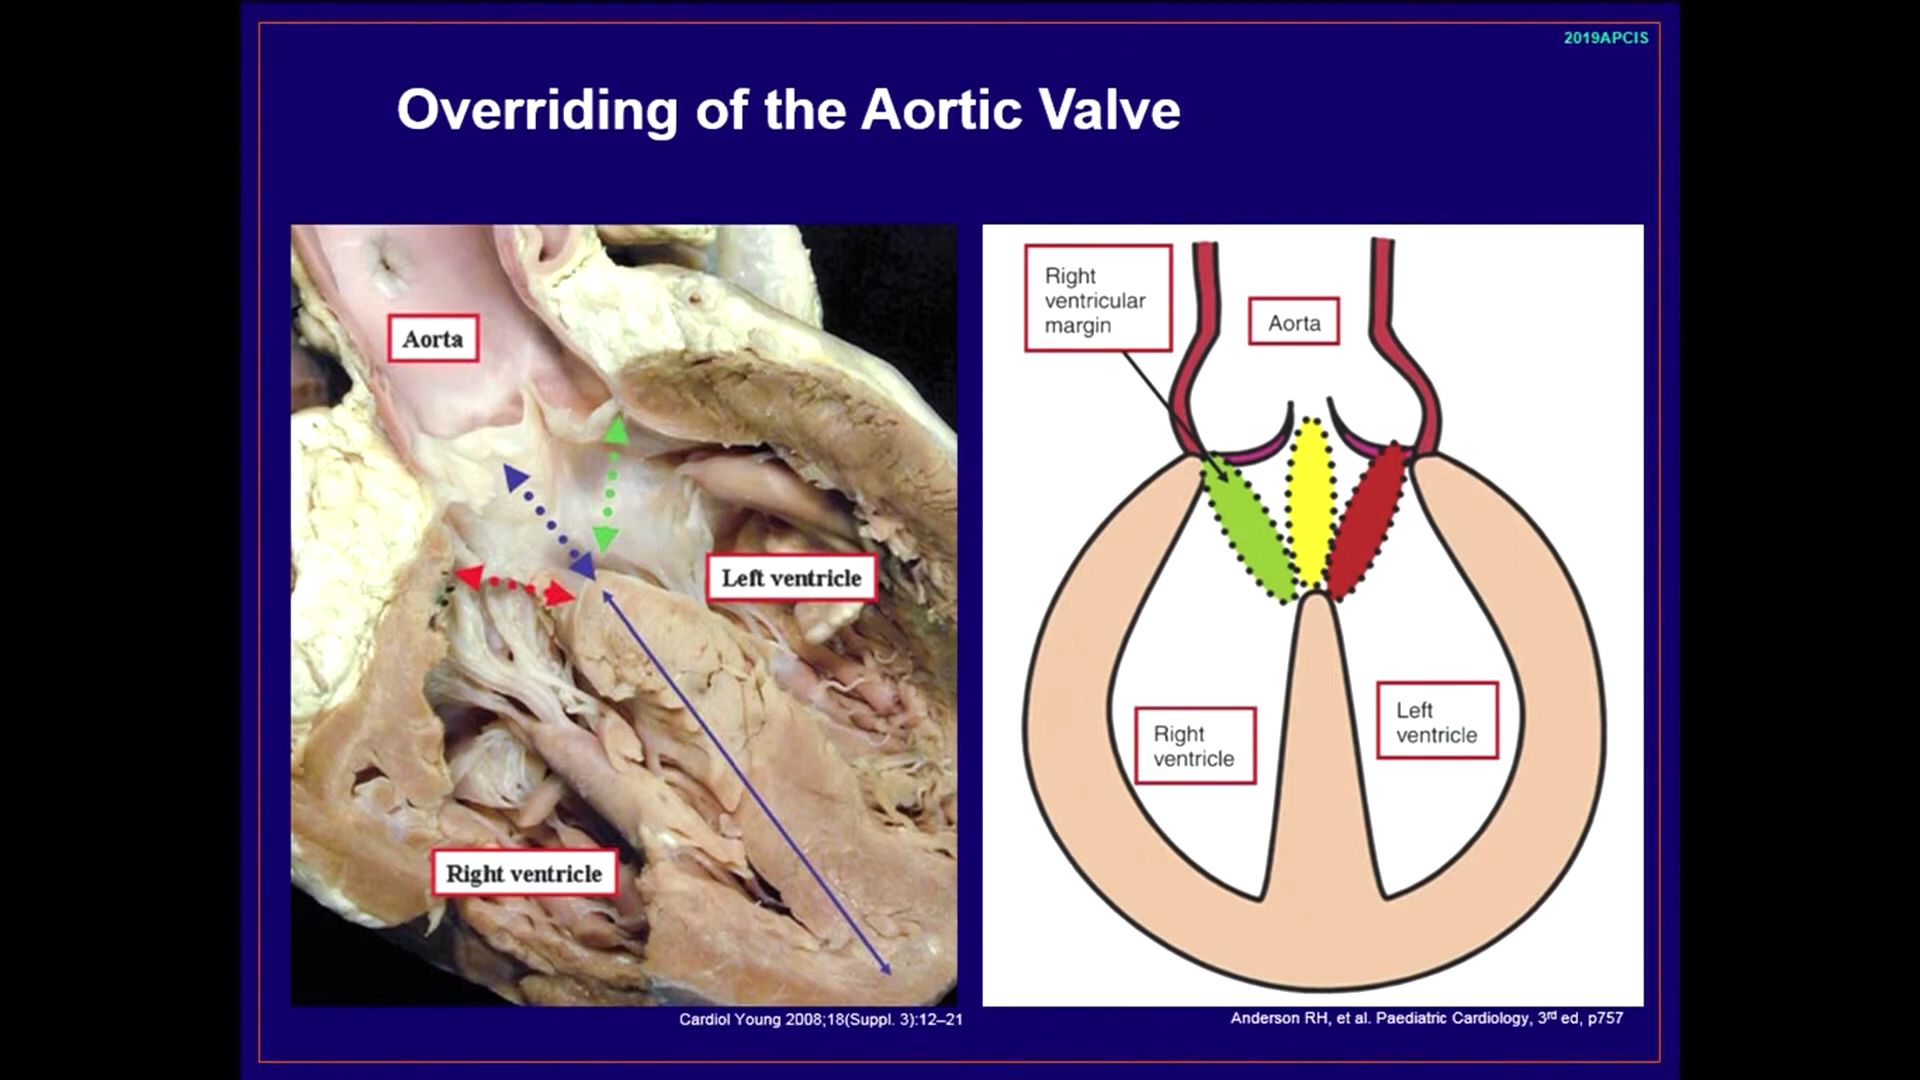 2019APCIS
Overriding of the Aortic Valve
Aorta
Left ventricle
Right ventricle
Right
ventricular
margin
Aorta
Right
ventricle
Left
ventricle
Cardiol Young 2008;18(Suppl. 3):12–21
Anderson RH, et al. Paediatric Cardiology, 3rd ed, p757